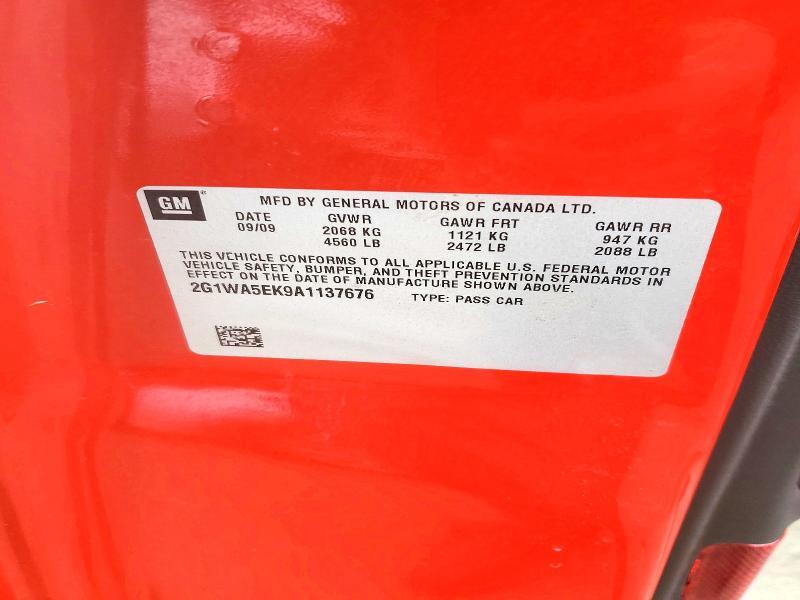 GM® MFD BY GENERAL MOTORS OF CANADA LTD.
DATE GVWR GAWR FRT GAWR RR
09/09 2068 KG 1121 KG 947 KG
4560 LB 2472 LB 2088 LB
THIS VEHICLE CONFORMS TO ALL APPLICABLE U.S. FEDERAL MOTOR
VEHICLE SAFETY, BUMPER, AND THEFT PREVENTION STANDARDS IN
EFFECT ON THE DATE OF MANUFACTURE SHOWN ABOVE.
2G1WA5EK9A1137676 TYPE: PASS CAR